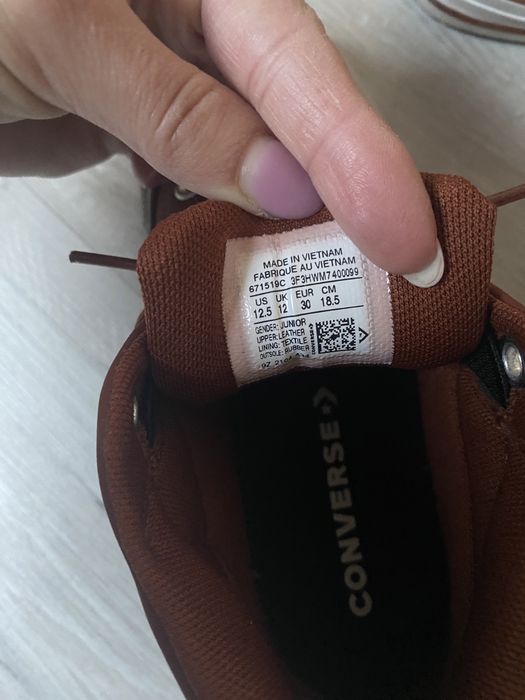 MADE IN VIETNAM
FABRIQUE AU VIETNAM
671519C 3F3HWM7400099
US UK EUR CM
12.5 12 30 18.5
GENDER: JUNIOR
UPPER: LEATHER
LINING: TEXTILE
OUTSOLE: RUBBER
CONVERSE
CONVERSE